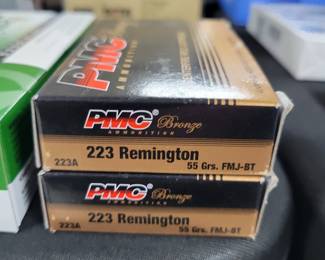 PMC®
AMMUNITION
PMC® Bronze
AMMUNITION
223 Remington
223A
55 Grs. FMJ-BT
PMC® Bronze
AMMUNITION
223 Remington
223A
55 Grs. FMJ-BT